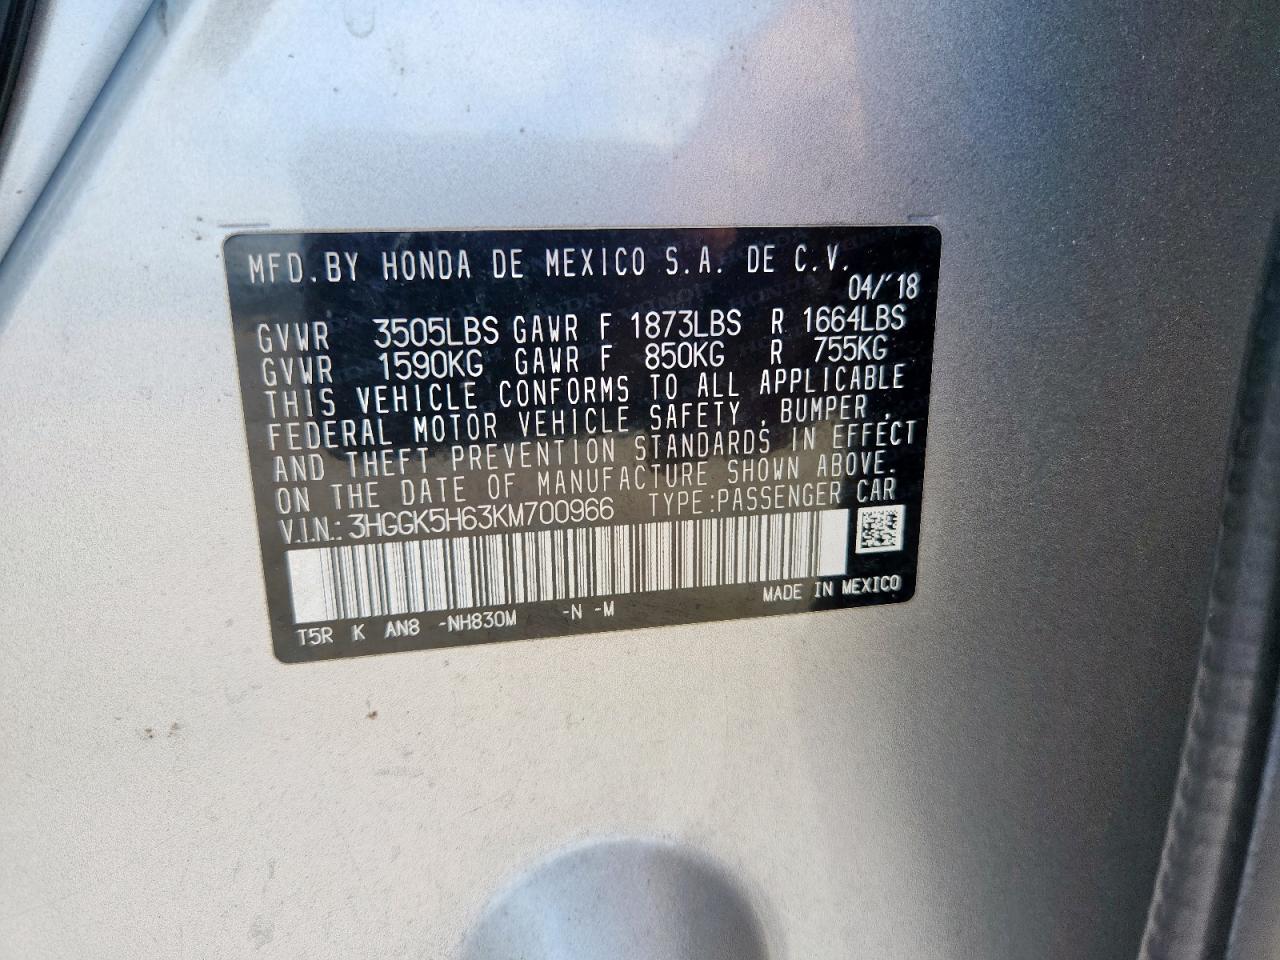 MFD.BY HONDA DE MEXICO S.A. DE C.V.
04/'18
GVWR 3505LBS GAWR F 1873LBS R 1664LBS
GVWR 1590KG GAWR F 850KG R 755KG
THIS VEHICLE CONFORMS TO ALL APPLICABLE
FEDERAL MOTOR VEHICLE SAFETY, BUMPER,
AND THEFT PREVENTION STANDARDS IN EFFECT
ON THE DATE OF MANUFACTURE SHOWN ABOVE.
V.I.N.: 3HGGK5H63KM700966 TYPE:PASSENGER CAR
MADE IN MEXICO
T5R K AN8 -NH830M -N -M